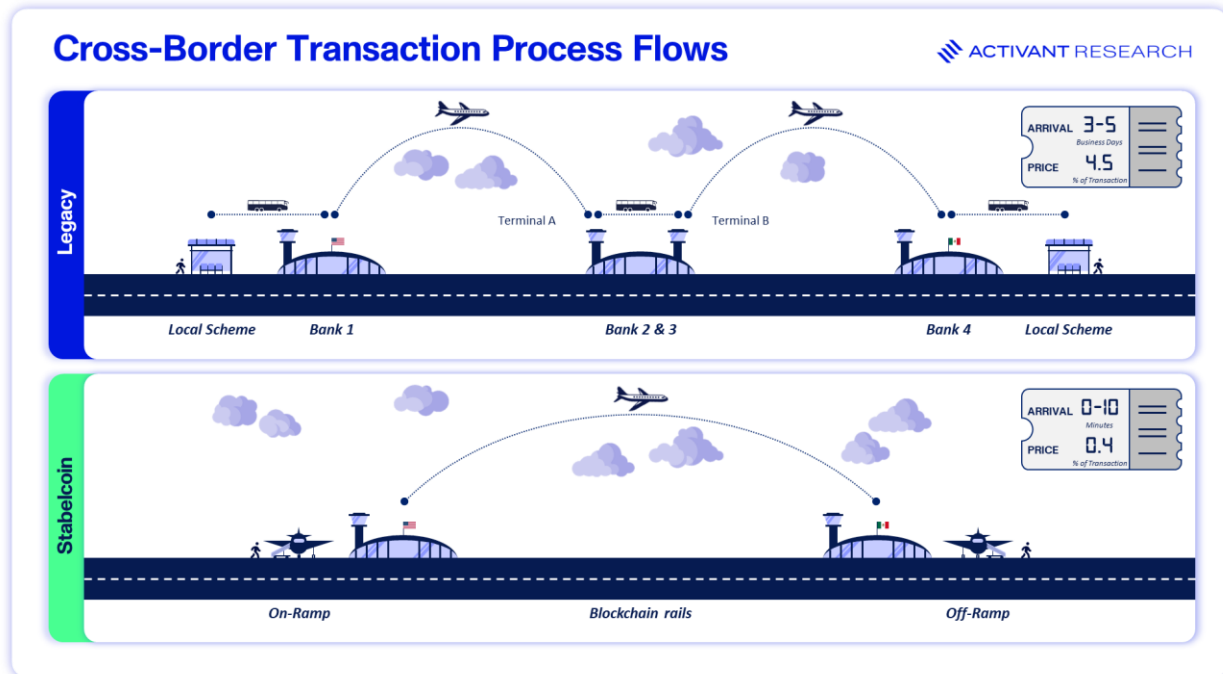 Cross-Border Transaction Process Flows
ACTIVANT RESEARCH
Legacy
ARRIVAL 3-5
Business Days
PRICE 4.5
% of Transaction
Terminal A
Terminal B
Local Scheme
Bank 1
Bank 2 & 3
Bank 4
Local Scheme
Stabelcoin
ARRIVAL 0-10
Minutes
PRICE 0.4
% of Transaction
On-Ramp
Blockchain rails
Off-Ramp